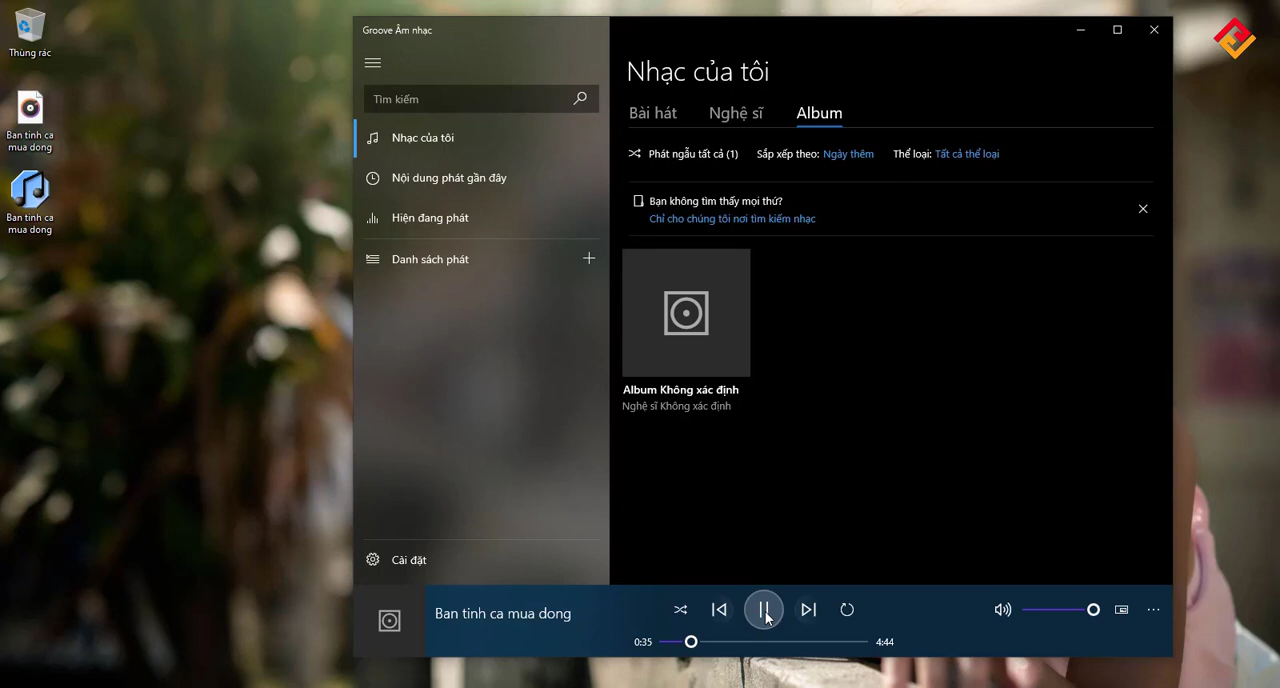 Thùng rác
Ban tinh ca
mua dong
Ban tinh ca
mua dong
Groove Âm nhạc
Tìm kiếm
Nhạc của tôi
Nội dung phát gần đây
Hiện đang phát
Danh sách phát
Cài đặt
Nhạc của tôi
Bài hát Nghệ sĩ Album
Phát ngẫu tất cả (1) Sắp xếp theo: Ngày thêm Thể loại: Tất cả thể loại
Bạn không tìm thấy mọi thứ?
Chỉ cho chúng tôi nơi tìm kiếm nhạc
Album Không xác định
Nghệ sĩ Không xác định
Ban tinh ca mua dong
0:35 4:44